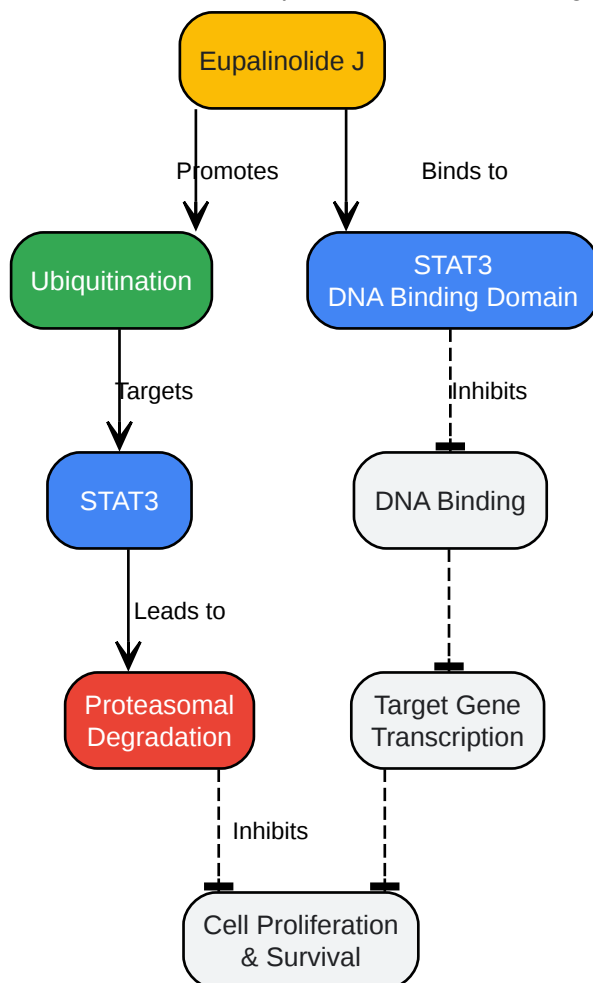 Eupalinolide J
Promotes
Binds to
Ubiquitination
STAT3
DNA Binding Domain
Targets
Inhibits
STAT3
DNA Binding
Leads to
Proteasomal
Degradation
Target Gene
Transcription
Inhibits
Cell Proliferation
& Survival